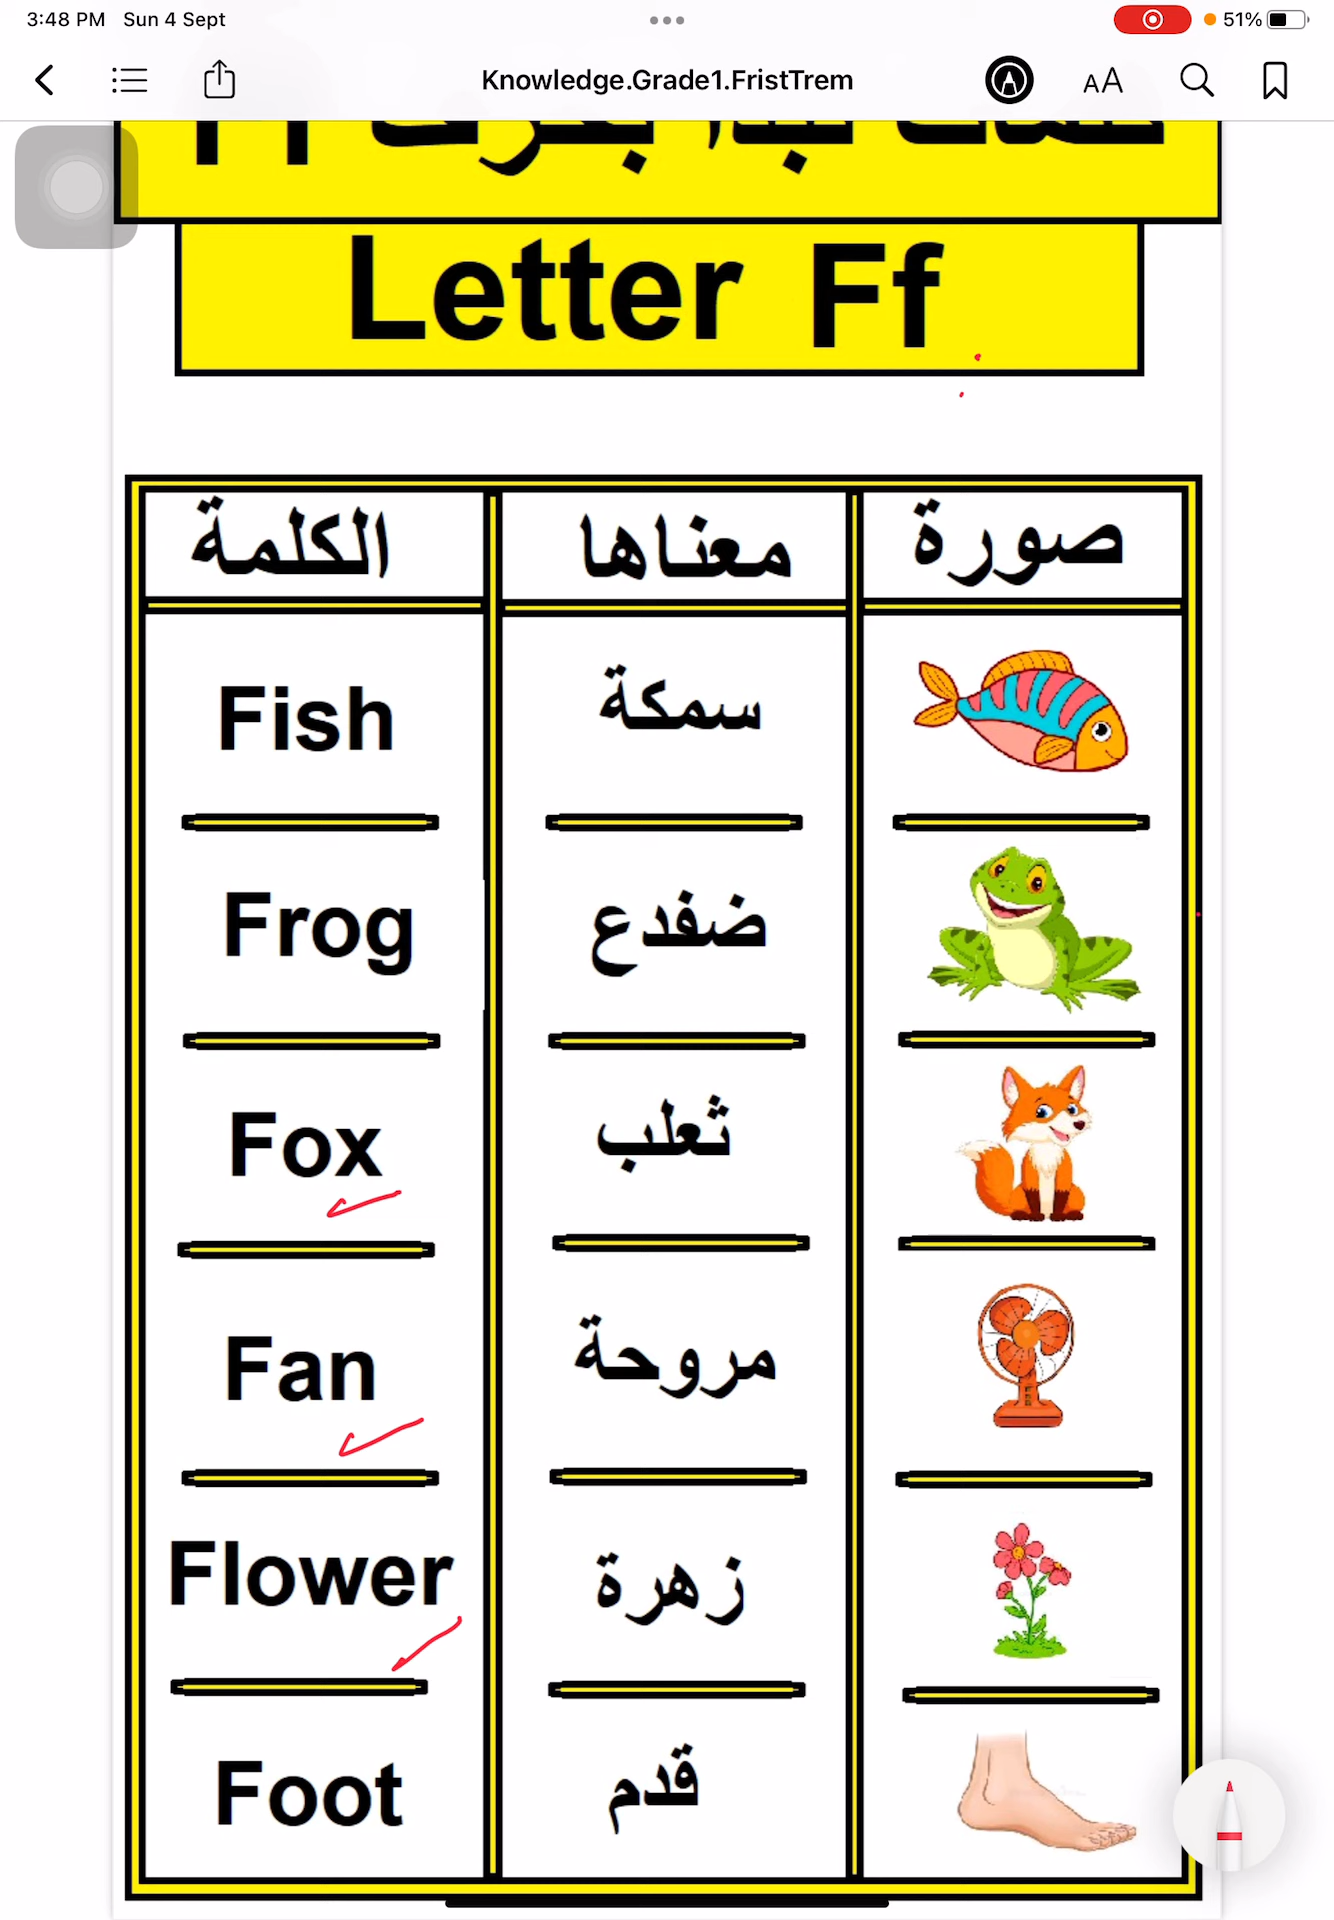 3:48 PM Sun 4 Sept
51%
Knowledge.Grade1.FristTrem
AA
Letter Ff
الكلمة معناها صورة
Fish سمكة
Frog ضفدع
Fox ثعلب
Fan مروحة
Flower زهرة
Foot قدم